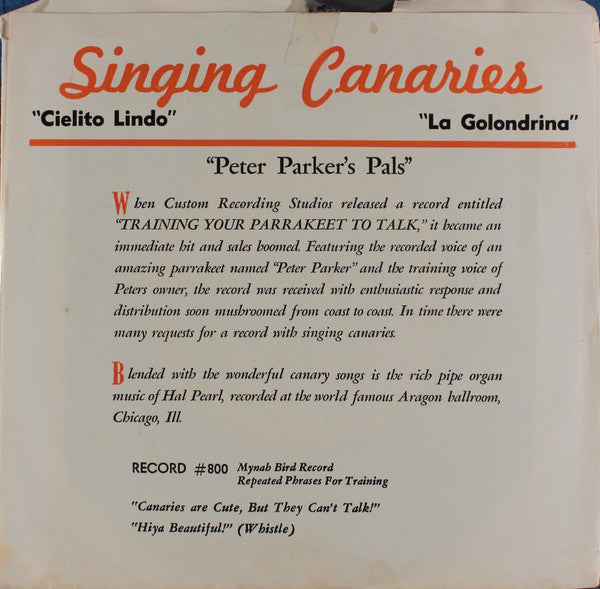 Singing Canaries
"Cielito Lindo"
"La Golondrina"
"Peter Parker's Pals"
When Custom Recording Studios released a record entitled
"TRAINING YOUR PARRAKEET TO TALK," it became an
immediate hit and sales boomed. Featuring the recorded voice of an
amazing parrakeet named "Peter Parker" and the training voice of
Peters owner, the record was received with enthusiastic response and
distribution soon mushroomed from coast to coast. In time there were
many requests for a record with singing canaries.
Blended with the wonderful canary songs is the rich pipe organ
music of Hal Pearl, recorded at the world famous Aragon ballroom,
Chicago, Ill.
RECORD #800 Mynah Bird Record
Repeated Phrases For Training
"Canaries are Cute, But They Can't Talk!"
"Hiya Beautiful!" (Whistle)